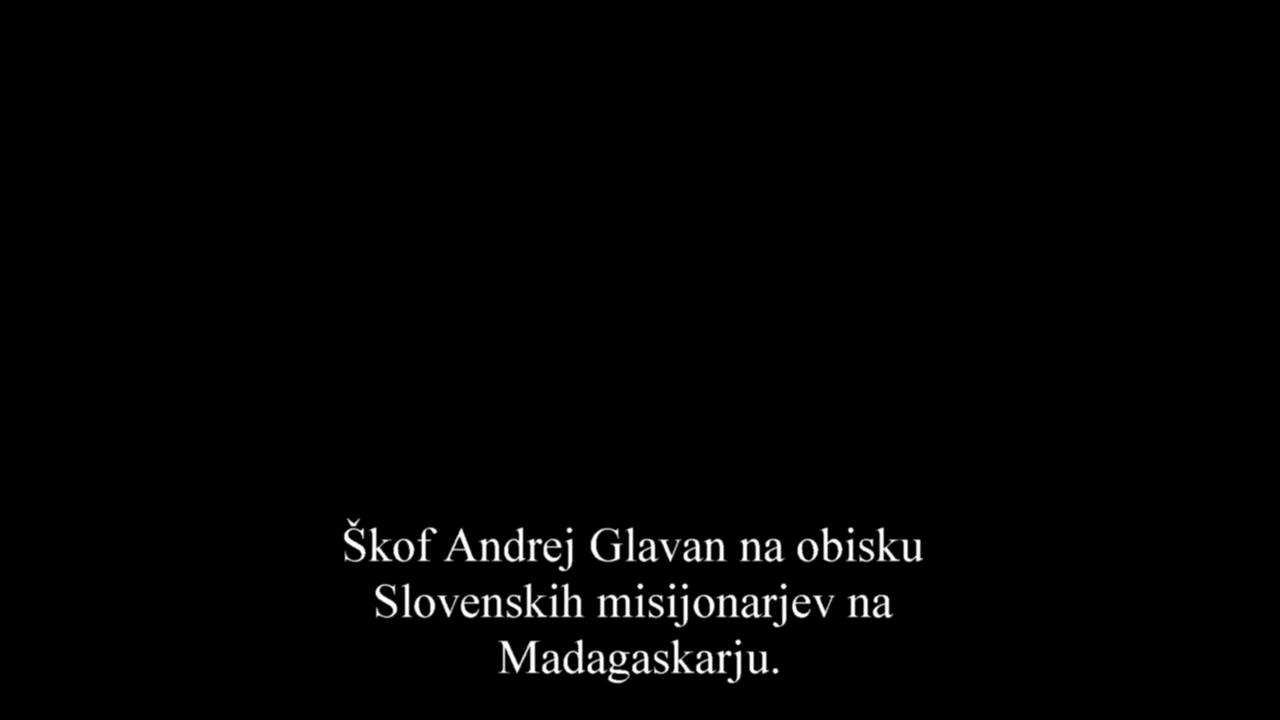 Škof Andrej Glavan na obisku
Slovenskih misijonarjev na
Madagaskarju.